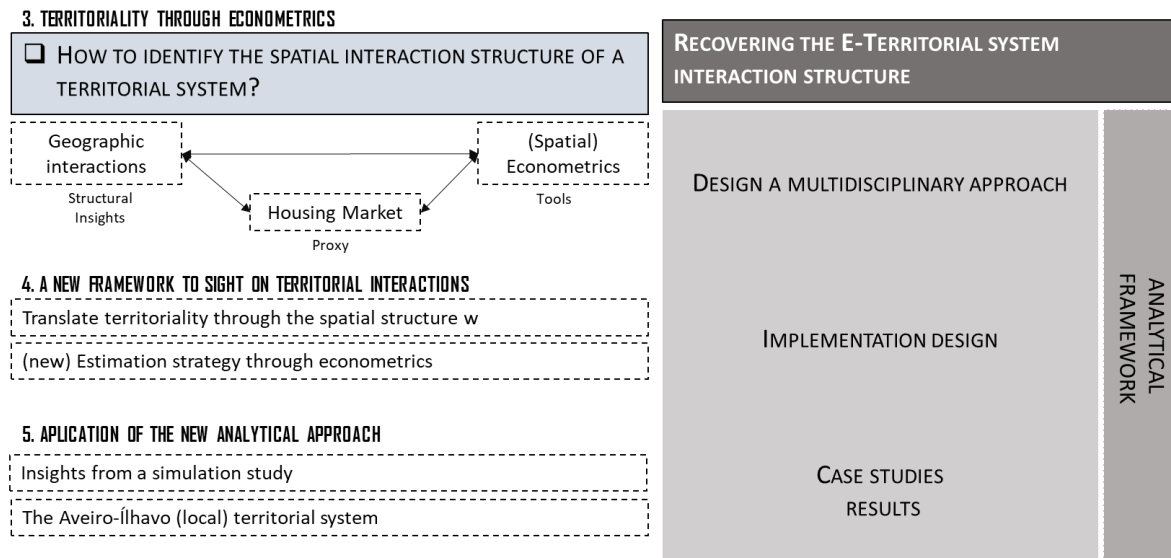 3. TERRITORIALITY THROUGH ECONOMETRICS
❑ HOW TO IDENTIFY THE SPATIAL INTERACTION STRUCTURE OF A
TERRITORIAL SYSTEM?
Geographic
interactions
Structural
Insights
(Spatial)
Econometrics
Tools
Housing Market
Proxy
4. A NEW FRAMEWORK TO SIGHT ON TERRITORIAL INTERACTIONS
Translate territoriality through the spatial structure w
(new) Estimation strategy through econometrics
5. APLICATION OF THE NEW ANALYTICAL APPROACH
Insights from a simulation study
The Aveiro-Ílhavo (local) territorial system
RECOVERING THE E-TERRITORIAL SYSTEM
INTERACTION STRUCTURE
DESIGN A MULTIDISCIPLINARY APPROACH
IMPLEMENTATION DESIGN
CASE STUDIES
RESULTS
ANALYTICAL
FRAMEWORK